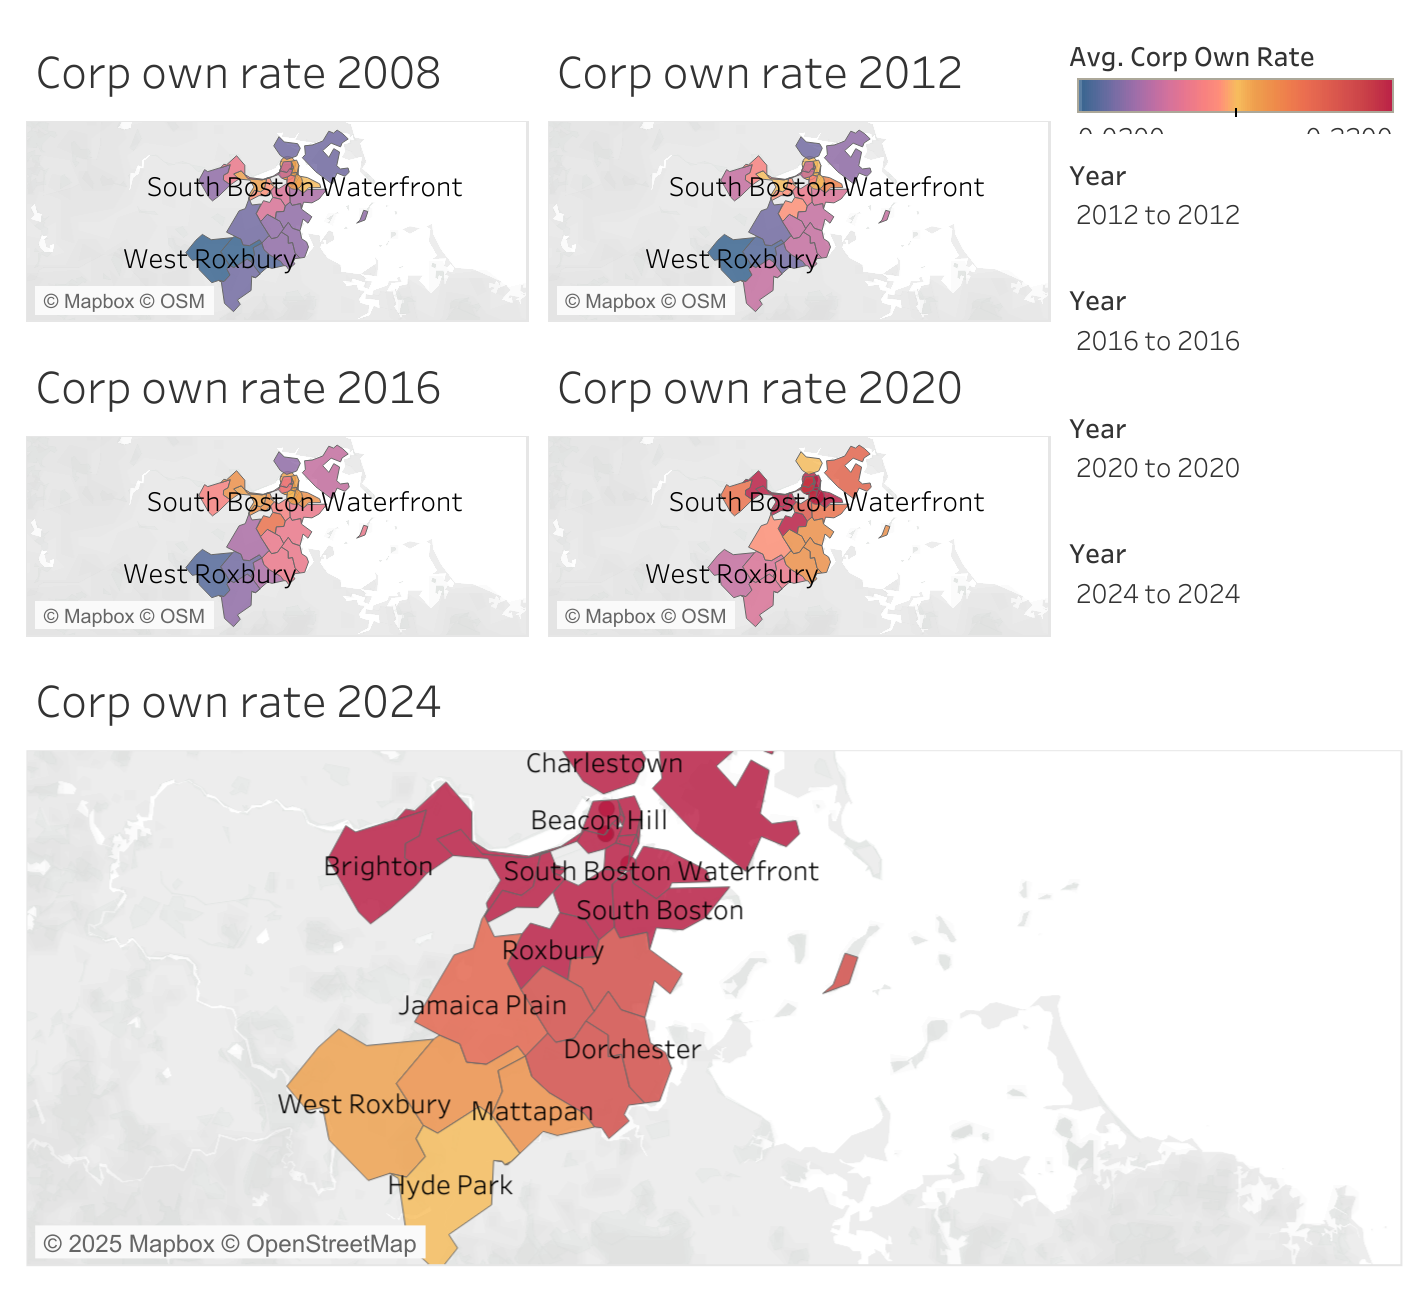 Corp own rate 2008
South Boston Waterfront
West Roxbury
© Mapbox © OSM
Corp own rate 2012
South Boston Waterfront
West Roxbury
© Mapbox © OSM
Avg. Corp Own Rate
Year
2012 to 2012
Year
2016 to 2016
Year
2020 to 2020
Year
2024 to 2024
Corp own rate 2016
South Boston Waterfront
West Roxbury
© Mapbox © OSM
Corp own rate 2020
South Boston Waterfront
West Roxbury
© Mapbox © OSM
Corp own rate 2024
Charlestown
Beacon Hill
Brighton
South Boston Waterfront
South Boston
Roxbury
Jamaica Plain
Dorchester
West Roxbury
Mattapan
Hyde Park
© 2025 Mapbox © OpenStreetMap